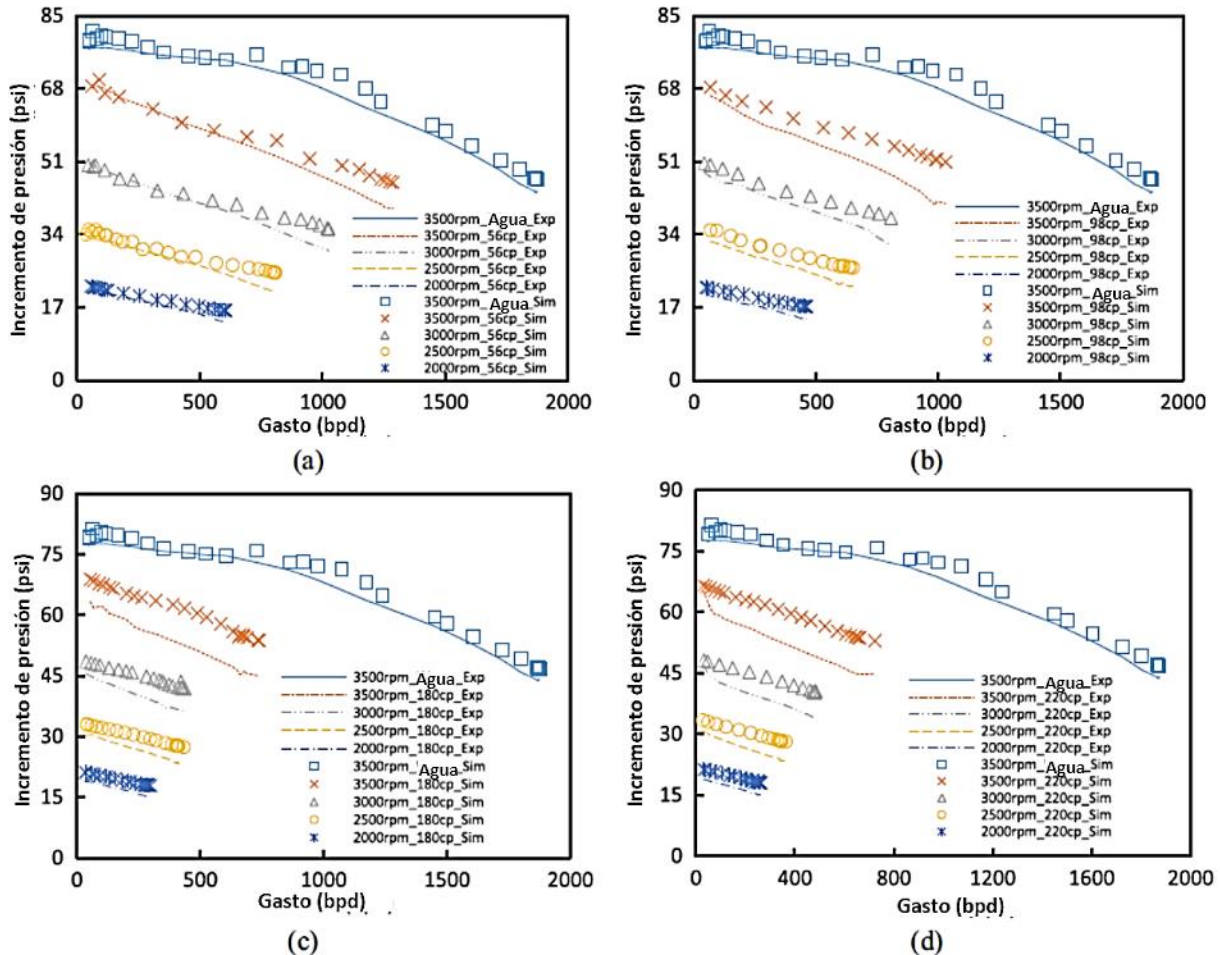 85
68
51
34
17
0
Incremento de presión (psi)
3500rpm_Agua_Exp
3500rpm_56cp_Exp
3000rpm_56cp_Exp
2500rpm_56cp_Exp
2000rpm_56cp_Exp
3500rpm_Agua_Sim
3500rpm_56cp_Sim
3000rpm_56cp_Sim
2500rpm_56cp_Sim
2000rpm_56cp_Sim
0 500 1000 1500 2000
Gasto (bpd)
(a)
85
68
51
34
17
0
Incremento de presión (psi)
3500rpm_Agua_Exp
3500rpm_98cp_Exp
3000rpm_98cp_Exp
2500rpm_98cp_Exp
2000rpm_98cp_Exp
3500rpm_Agua_Sim
3500rpm_98cp_Sim
3000rpm_98cp_Sim
2500rpm_98cp_Sim
2000rpm_98cp_Sim
0 500 1000 1500 2000
Gasto (bpd)
(b)
90
75
60
45
30
15
0
Incremento de presión (psi)
3500rpm_Agua_Exp
3500rpm_180cp_Exp
3000rpm_180cp_Exp
2500rpm_180cp_Exp
2000rpm_180cp_Exp
3500rpm_Agua_Sim
3500rpm_180cp_Sim
3000rpm_180cp_Sim
2500rpm_180cp_Sim
2000rpm_180cp_Sim
0 500 1000 1500 2000
Gasto (bpd)
(c)
90
75
60
45
30
15
0
Incremento de presión (psi)
3500rpm_Agua_Exp
3500rpm_220cp_Exp
3000rpm_220cp_Exp
2500rpm_220cp_Exp
2000rpm_220cp_Exp
3500rpm_Agua_Sim
3500rpm_220cp_Sim
3000rpm_220cp_Sim
2500rpm_220cp_Sim
2000rpm_220cp_Sim
0 400 800 1200 1600 2000
Gasto (bpd)
(d)